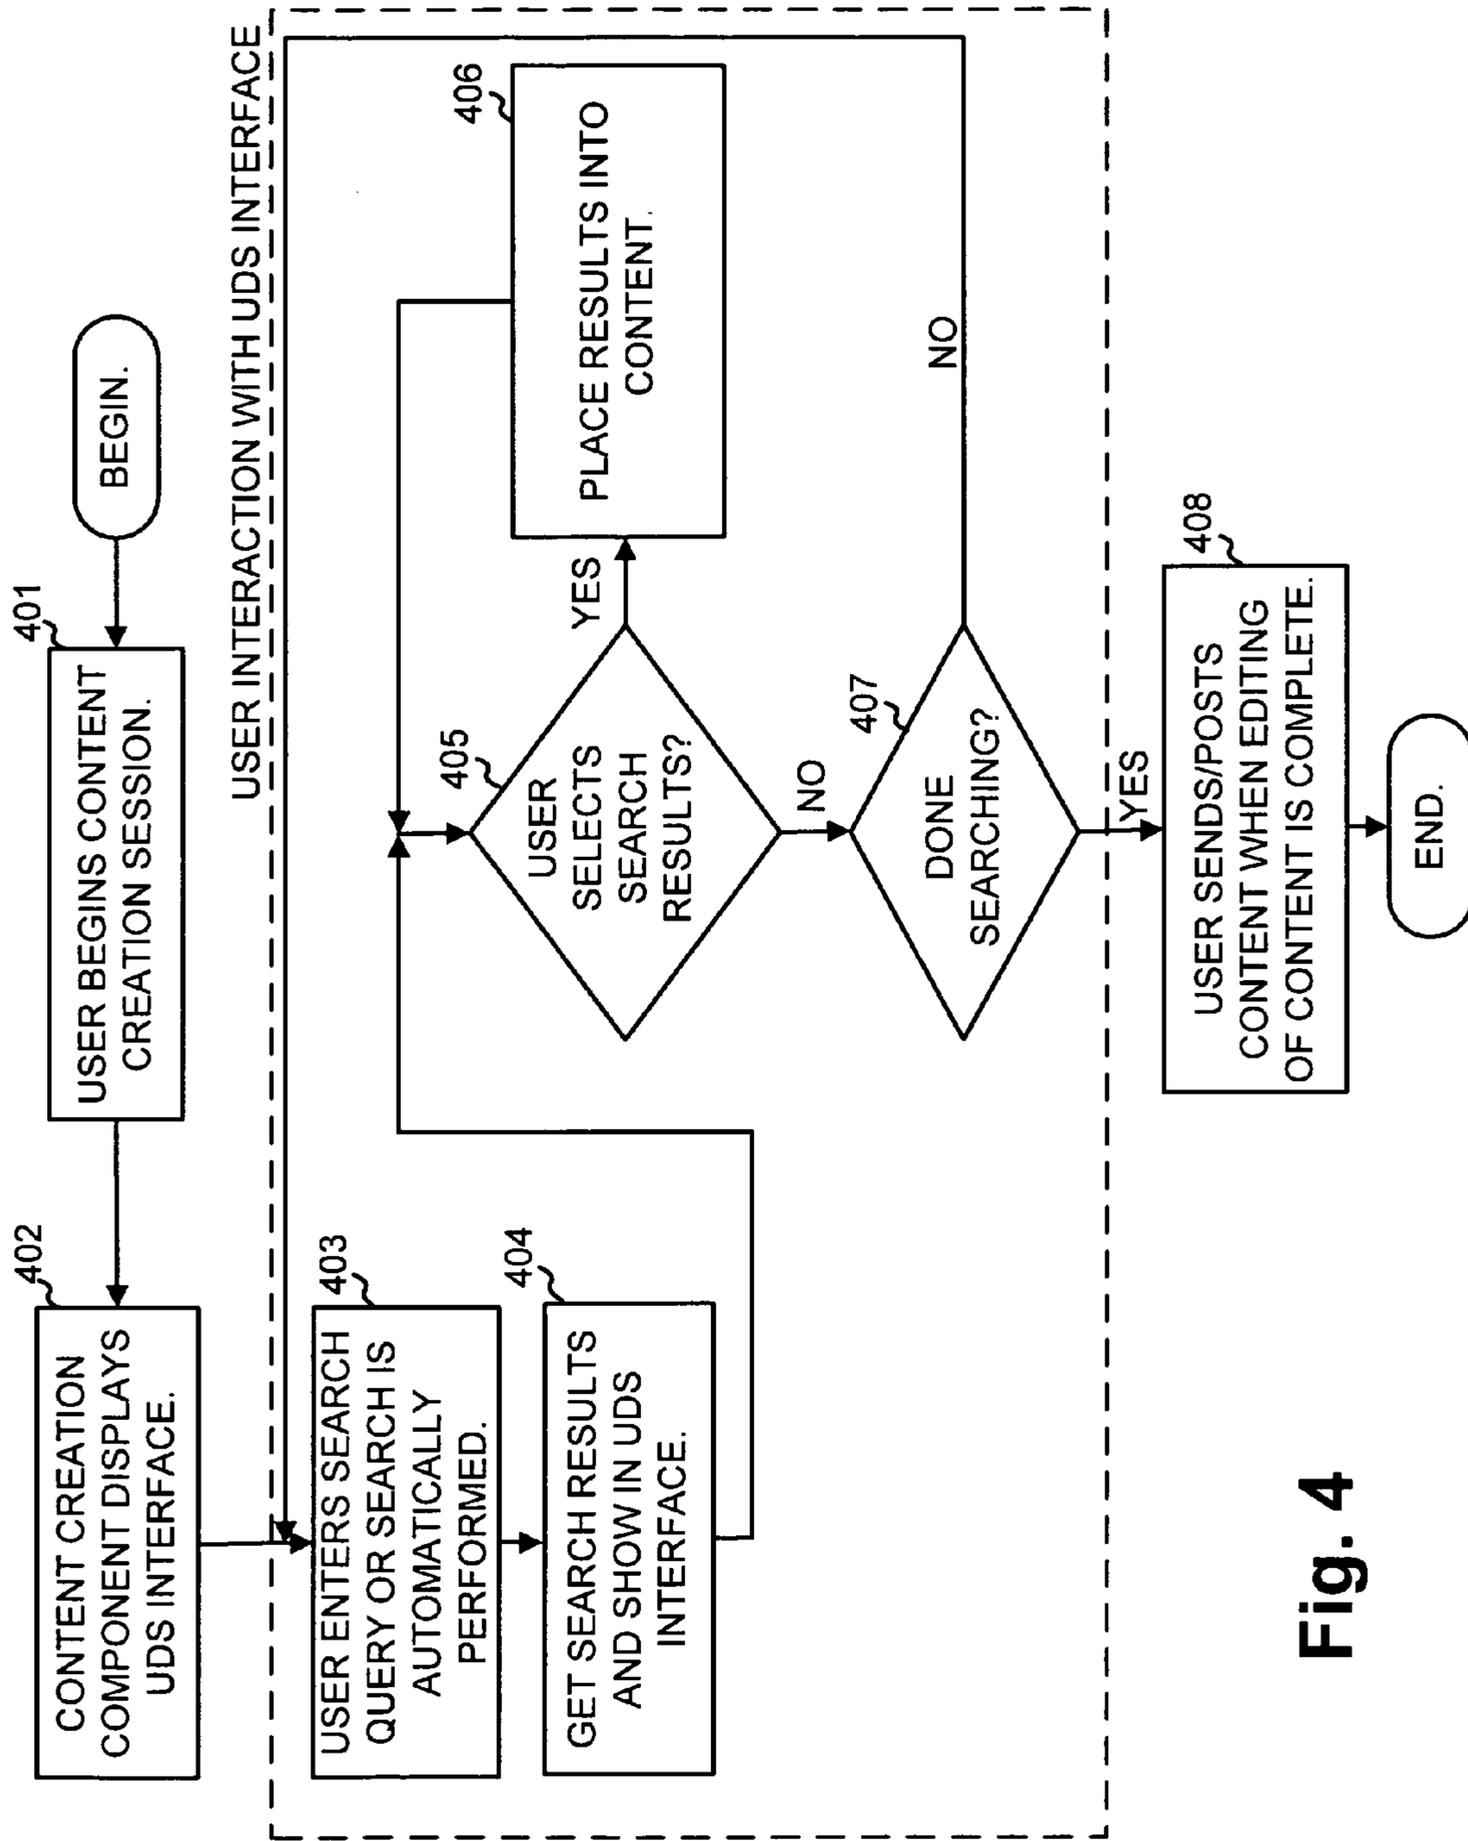 BEGIN.
401
USER BEGINS CONTENT
CREATION SESSION.
402
CONTENT CREATION
COMPONENT DISPLAYS
UDS INTERFACE.
USER INTERACTION WITH UDS INTERFACE
403
USER ENTERS SEARCH
QUERY OR SEARCH IS
AUTOMATICALLY
PERFORMED.
404
GET SEARCH RESULTS
AND SHOW IN UDS
INTERFACE.
405
USER
SELECTS
SEARCH
RESULTS?
YES
406
PLACE RESULTS INTO
CONTENT.
NO
407
DONE
SEARCHING?
NO
YES
408
USER SENDS/POSTS
CONTENT WHEN EDITING
OF CONTENT IS COMPLETE.
END.
Fig. 4